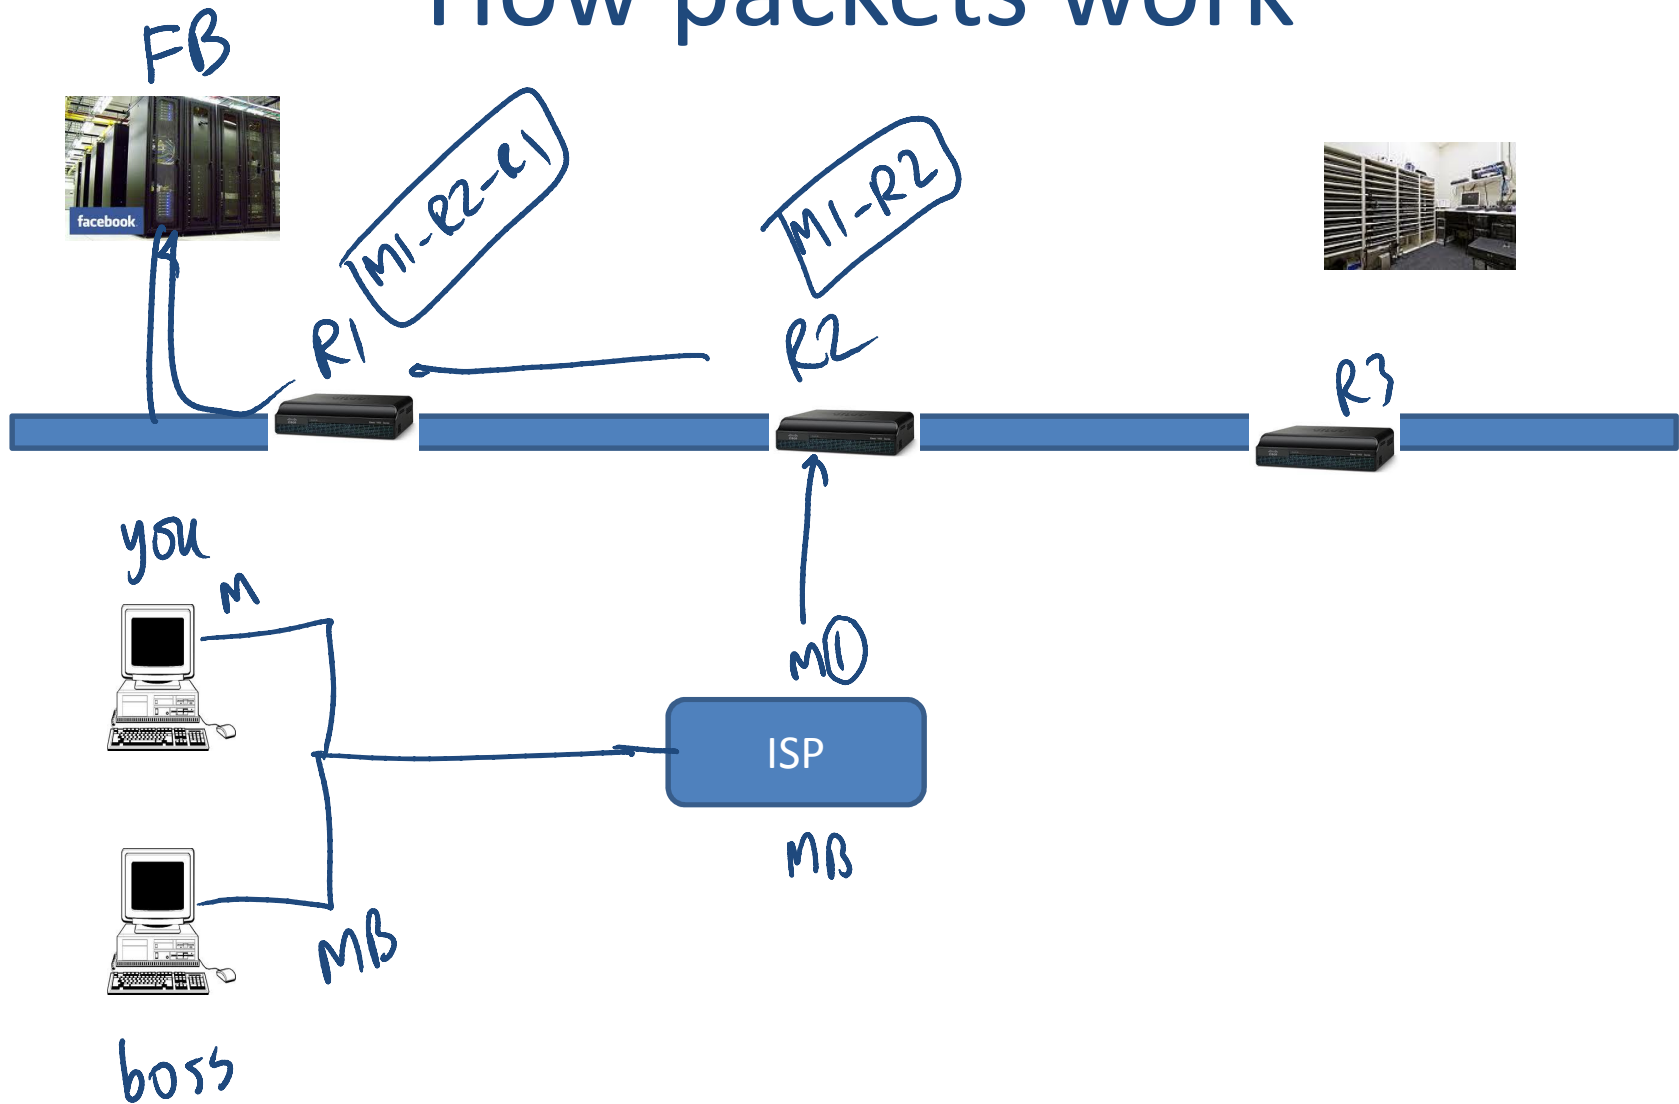 How packets work
FB
facebook
M1-R2-R1
M1-R2
R1
R2
R3
you
M
M1
ISP
MB
MB
boss